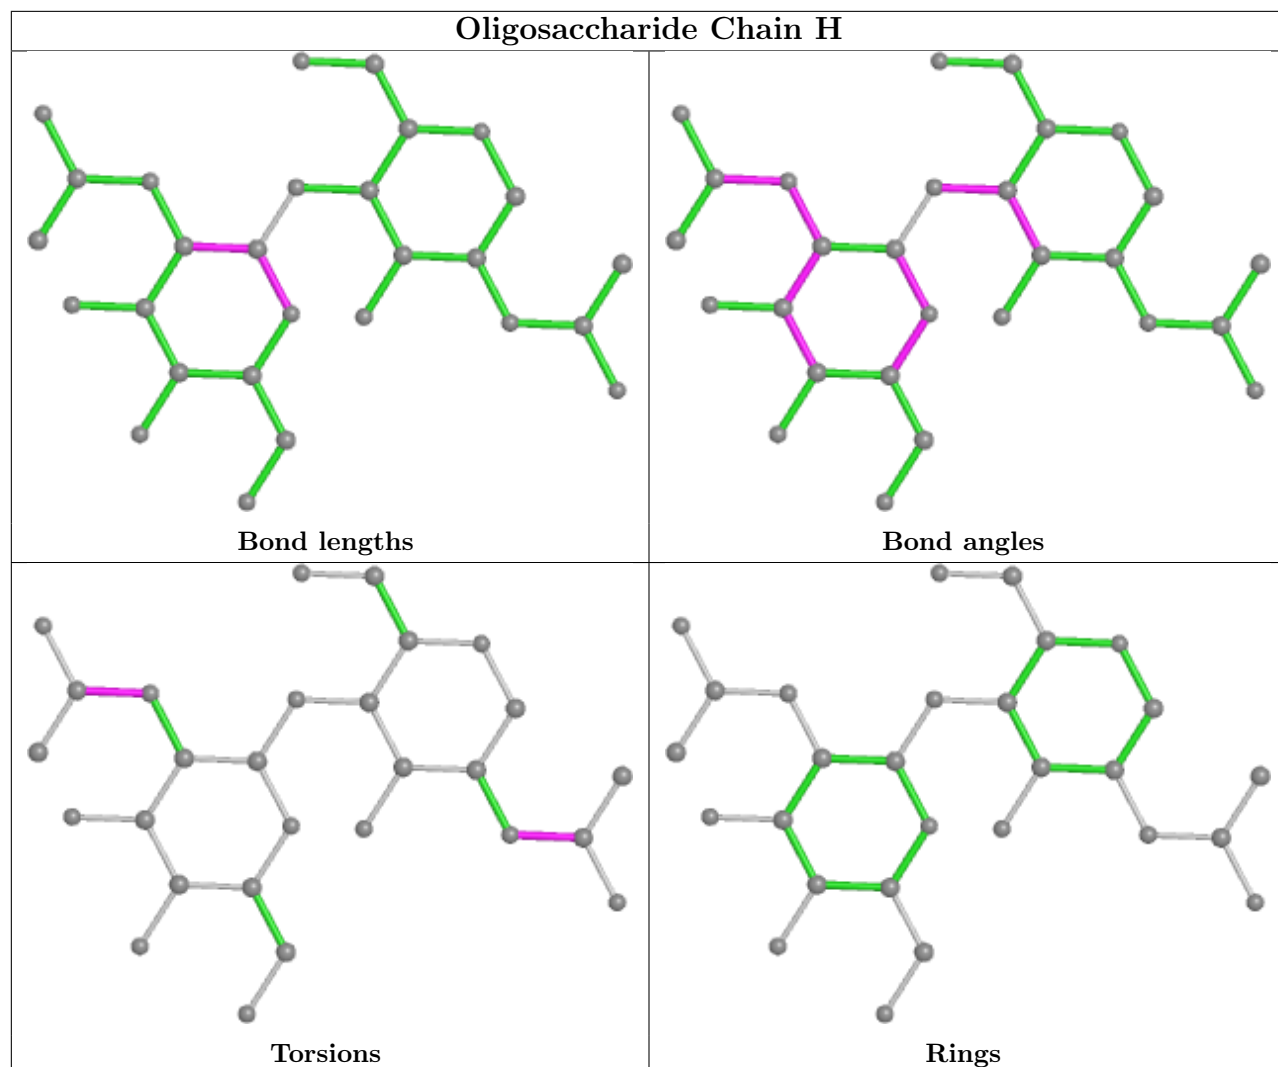 Oligosaccharide Chain H
Bond lengths
Bond angles
Torsions
Rings